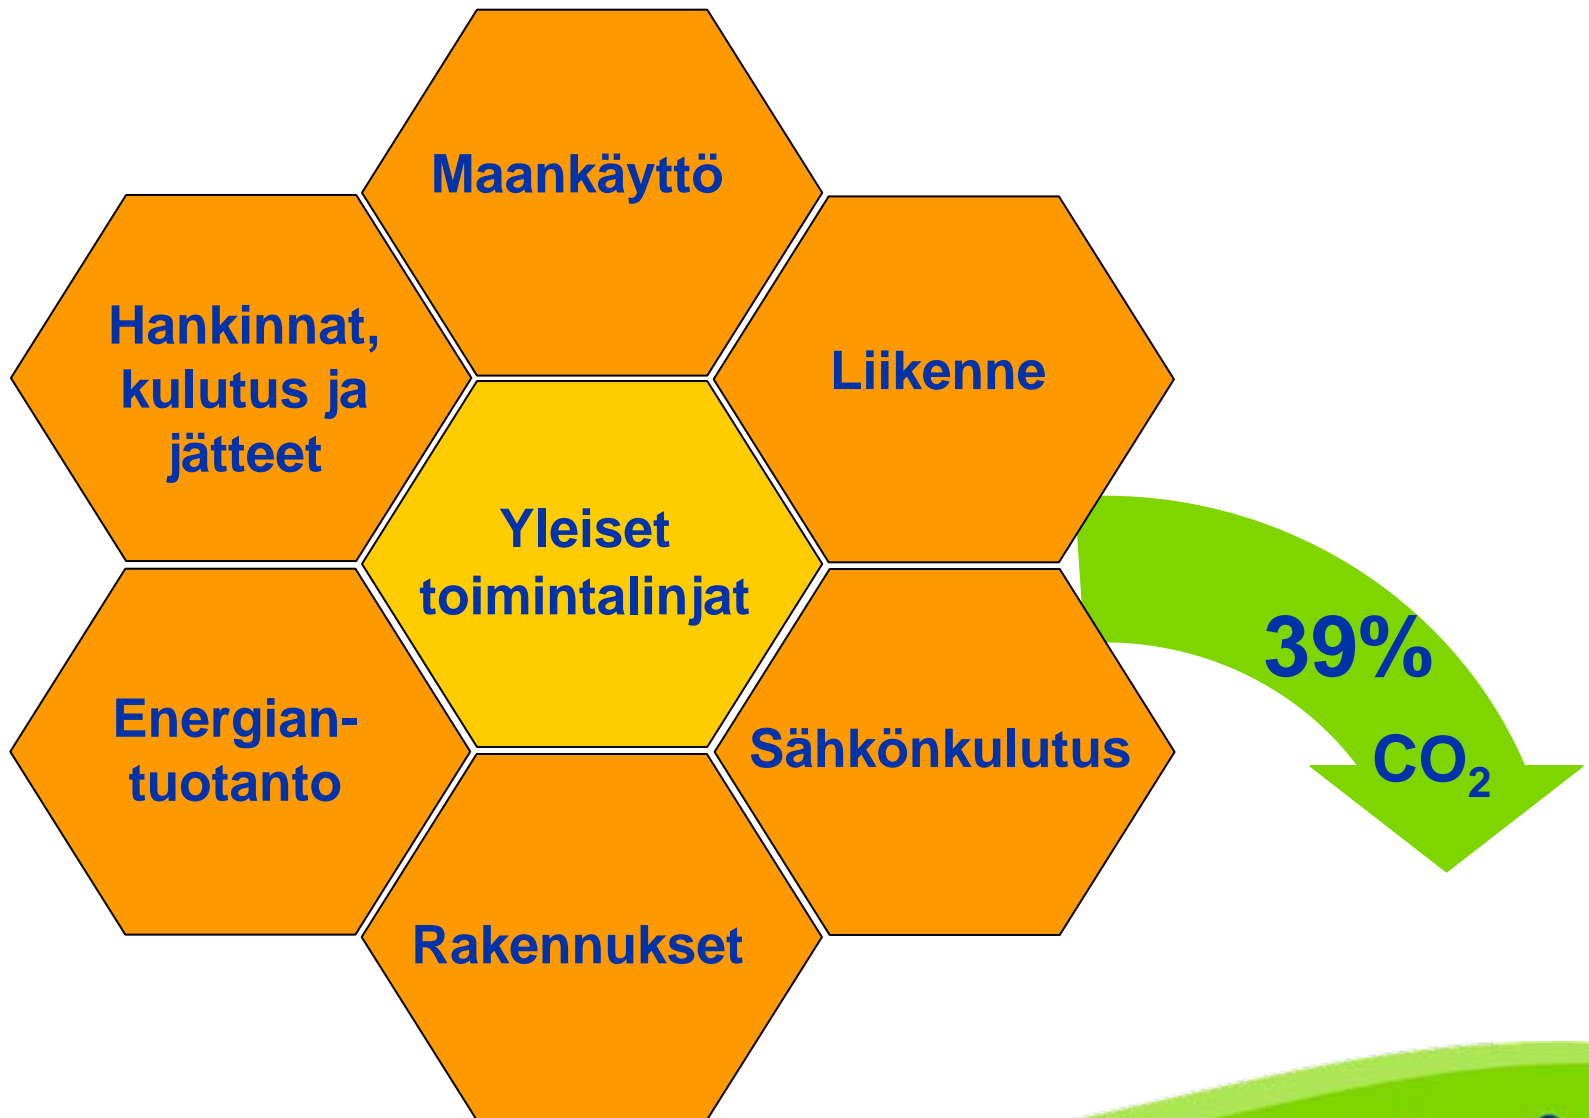 Maankäyttö
Hankinnat,
kulutus ja
jätteet
Liikenne
Yleiset
toimintalinjat
39%
CO₂
Energian-
tuotanto
Sähkönkulutus
Rakennukset